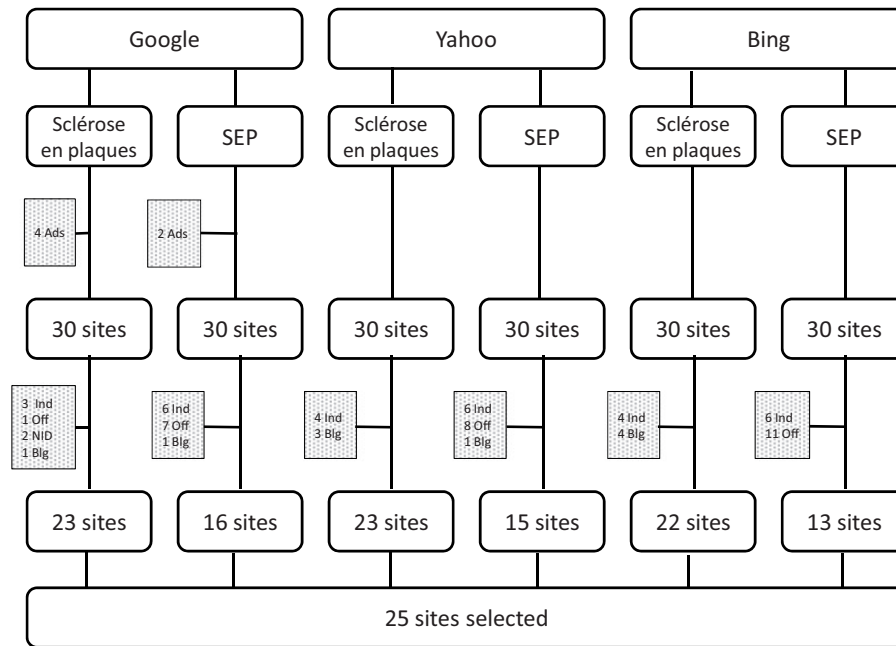 Google
Yahoo
Bing
Sclérose
en plaques
SEP
Sclérose
en plaques
SEP
Sclérose
en plaques
SEP
4 Ads
2 Ads
30 sites
30 sites
30 sites
30 sites
30 sites
30 sites
3 Ind
1 Off
2 NID
1 Blg
6 Ind
7 Off
1 Blg
4 Ind
3 Blg
6 Ind
8 Off
1 Blg
4 Ind
4 Blg
6 Ind
11 Off
23 sites
16 sites
23 sites
15 sites
22 sites
13 sites
25 sites selected